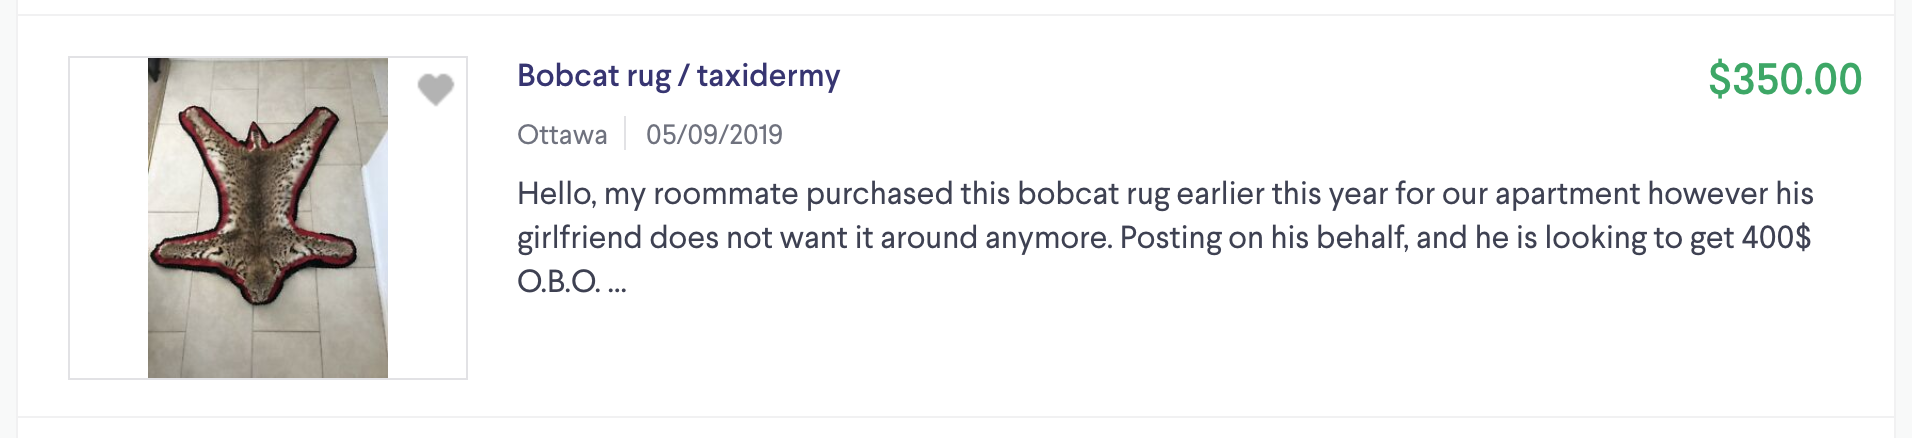 Bobcat rug / taxidermy
$350.00
Ottawa | 05/09/2019
Hello, my roommate purchased this bobcat rug earlier this year for our apartment however his
girlfriend does not want it around anymore. Posting on his behalf, and he is looking to get 400$
O.B.O. ...